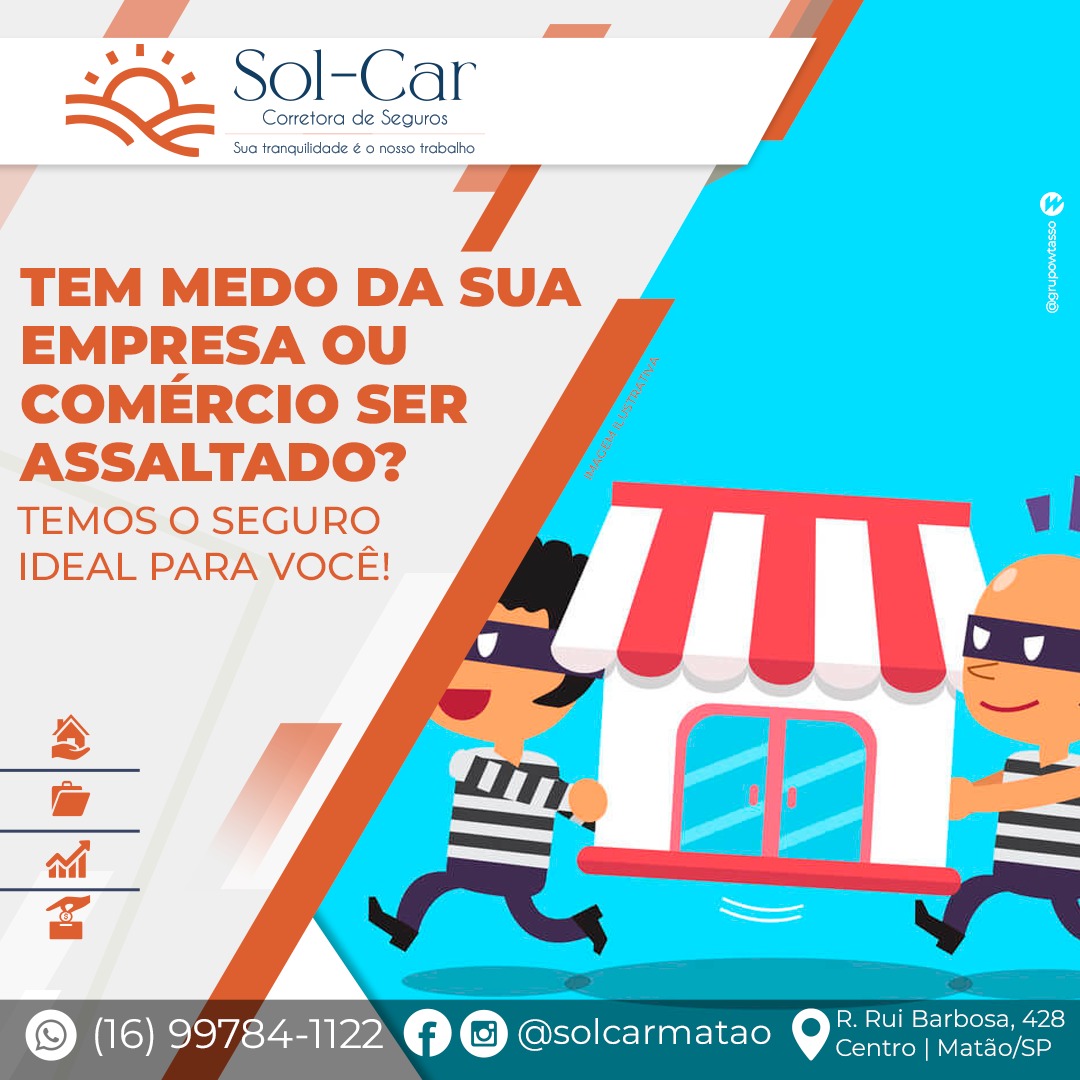 Sol-Car
Corretora de Seguros
Sua tranquilidade é o nosso trabalho
@grupowtasso
TEM MEDO DA SUA
EMPRESA OU
COMÉRCIO SER
ASSALTADO?
TEMOS O SEGURO
IDEAL PARA VOCÊ!
IMAGEM ILUSTRATIVA
(16) 99784-1122
@solcarmatao
R. Rui Barbosa, 428
Centro | Matão/SP